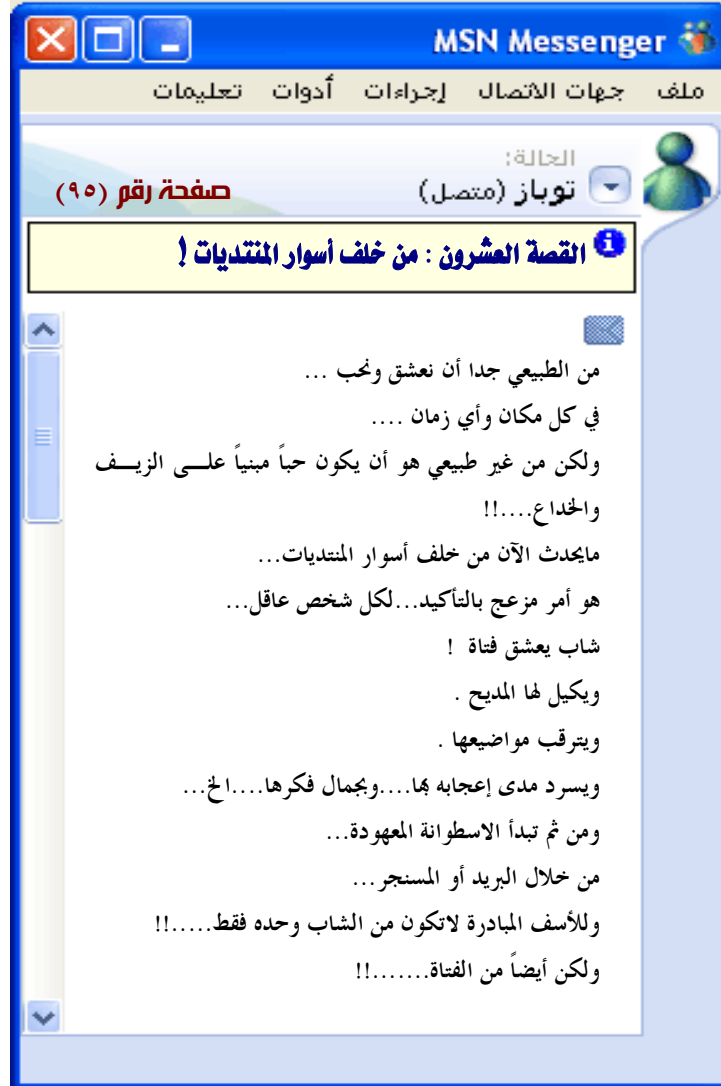 MSN Messenger
ملف جهات الاتصال إجراءات أدوات تعليمات
الحالة:
توباز (متصل)
صفحة رقم (٩٥)
القصة العشرون : من خلف أسوار المنتديات !
من الطبيعي جدا أن نعشق ونحب ...
في كل مكان وأي زمان ....
ولكن من غير طبيعي هو أن يكون حباً مبنياً علـــى الزيـــف
والخداع....!!
مايحدث الآن من خلف أسوار المنتديات...
هو أمر مزعج بالتأكيد...لكل شخص عاقل...
شاب يعشق فتاة !
ويكيل لها المديح .
ويترقب مواضيعها .
ويسرد مدى إعجابه بها....وبجمال فكرها....الخ...
ومن ثم تبدأ الاسطوانة المعهودة...
من خلال البريد أو المسنجر...
وللأسف المبادرة لاتكون من الشاب وحده فقط.....!!
ولكن أيضاً من الفتاة.......!!